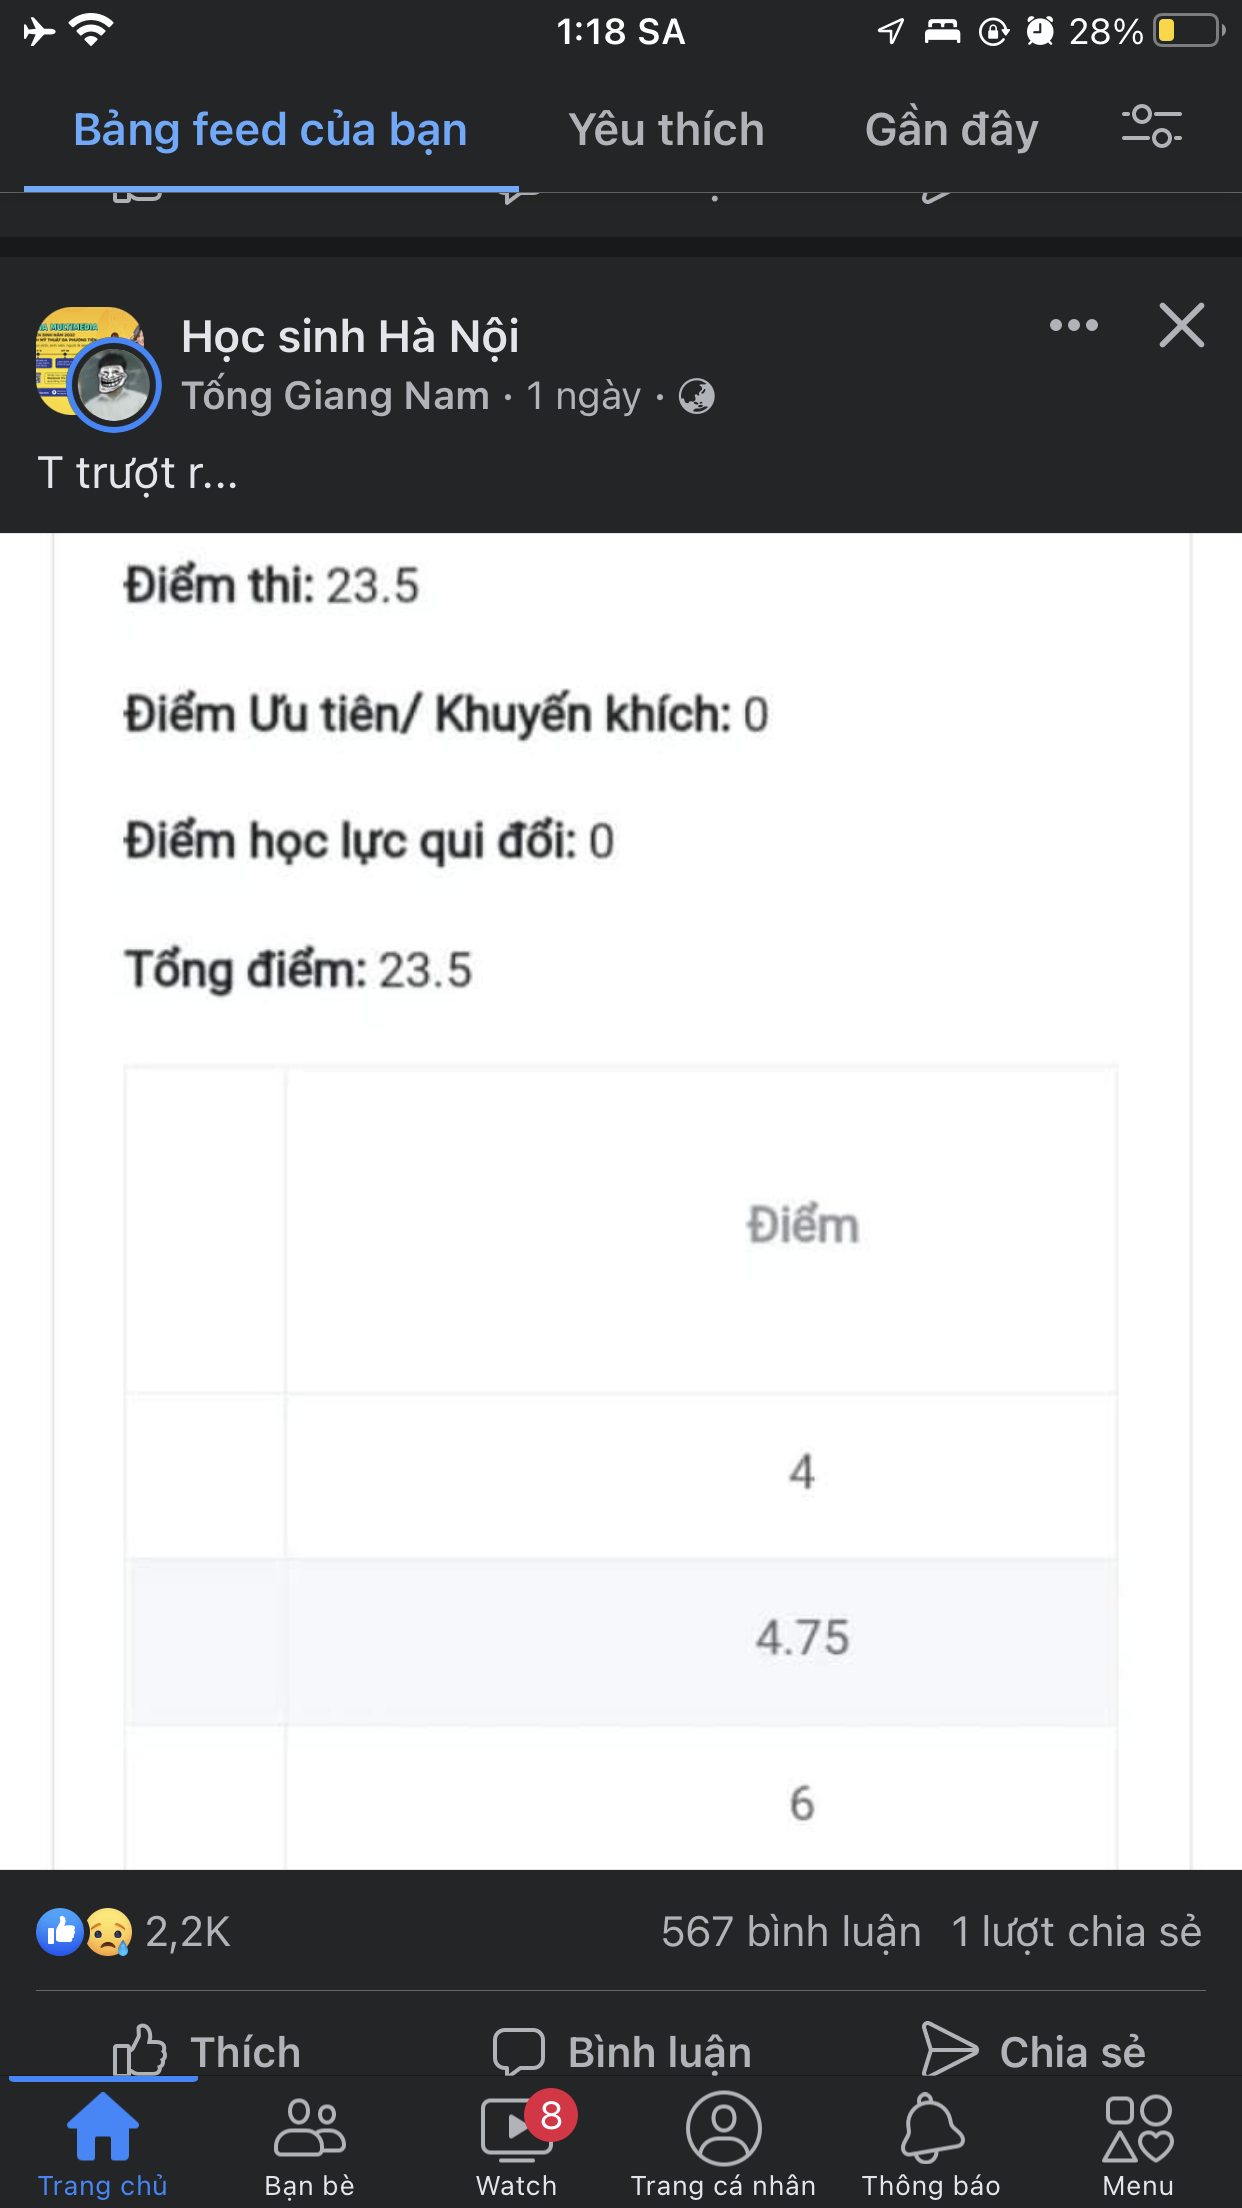 1:18 SA
28%
Bảng feed của bạn
Yêu thích
Gần đây
Học sinh Hà Nội
Tống Giang Nam · 1 ngày ·
T trượt r...
Điểm thi: 23.5
Điểm Ưu tiên/ Khuyến khích: 0
Điểm học lực qui đổi: 0
Tổng điểm: 23.5
Điểm
4
4.75
6
2,2K
567 bình luận
1 lượt chia sẻ
Thích
Bình luận
Chia sẻ
8
Trang chủ
Bạn bè
Watch
Trang cá nhân
Thông báo
Menu